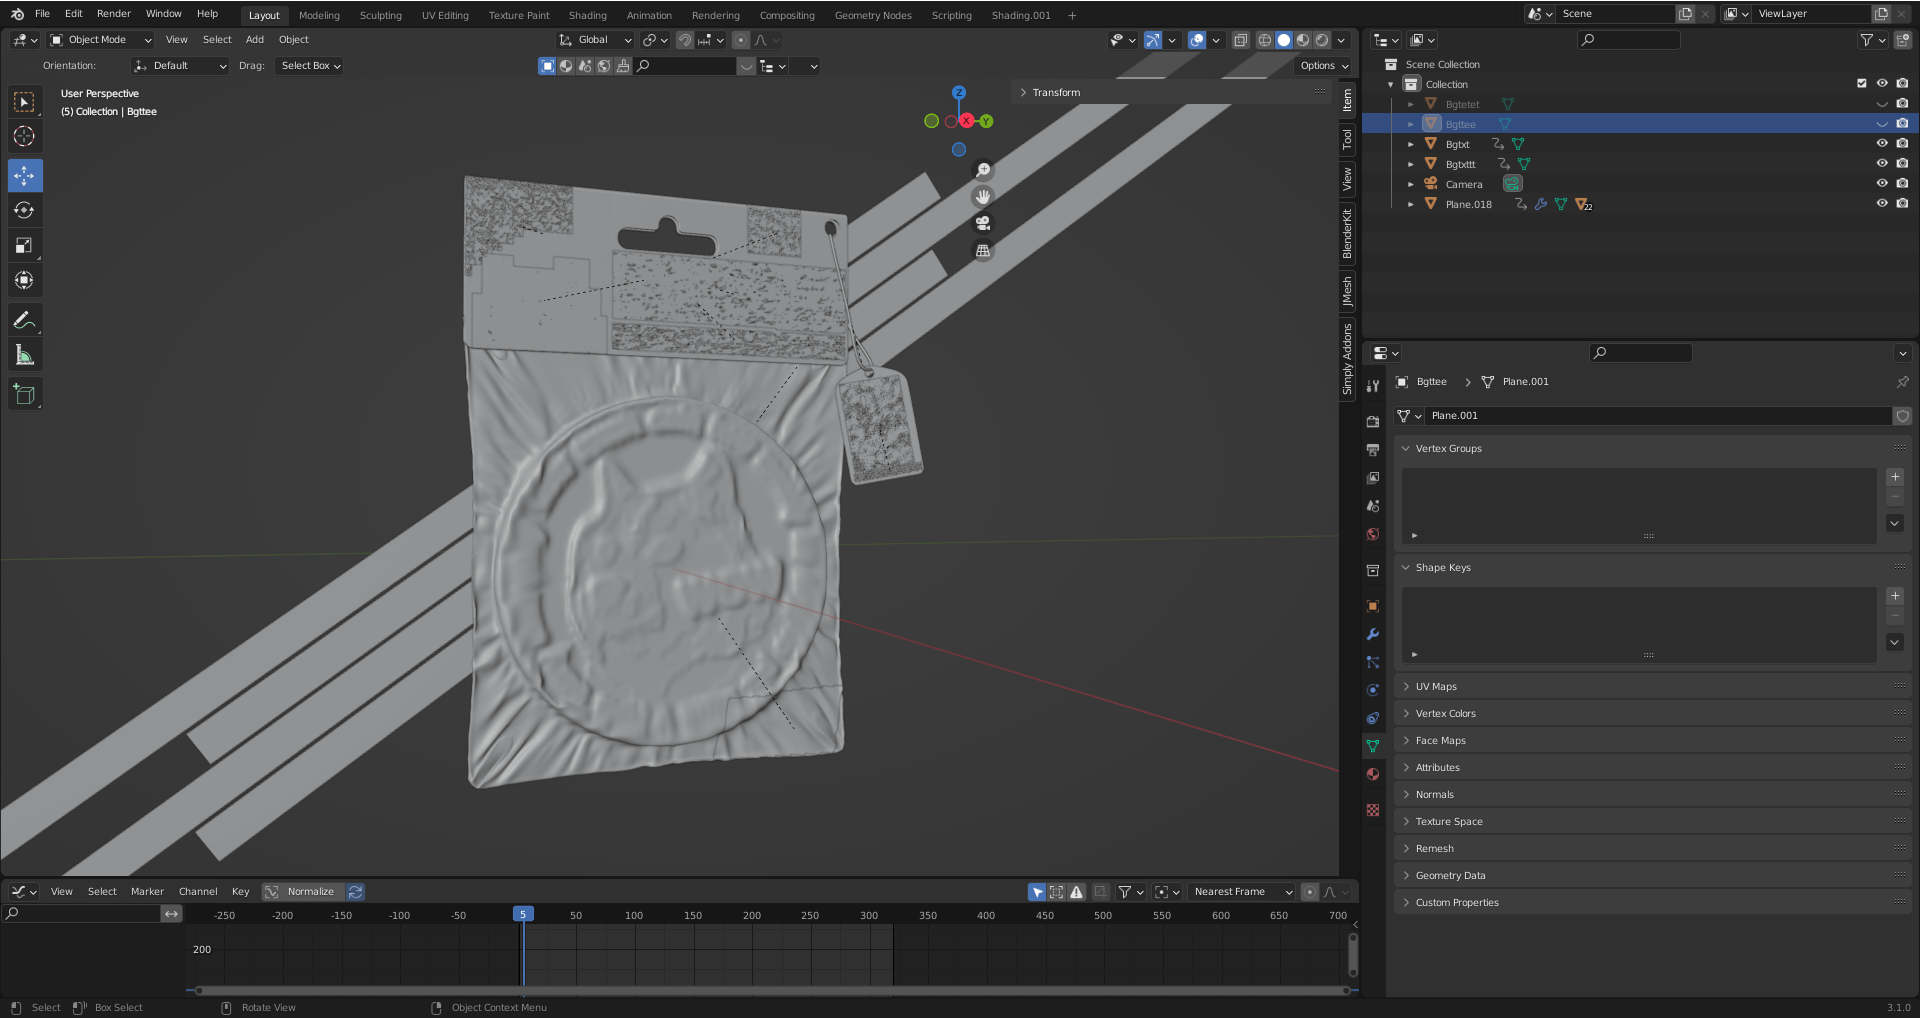 File Edit Render Window Help Layout Modeling Sculpting UV Editing Texture Paint Shading Animation Rendering Compositing Geometry Nodes Scripting Shading.001 + Scene ViewLayer
Object Mode View Select Add Object Global
Orientation: Default Drag: Select Box Options
User Perspective
(5) Collection | Bgttee
Transform
Z
X
Y
Item
Tool
View
BlenderKit
JMesh
Simply Addons
Scene Collection
Collection
Bgtetet
Bgttee
Bgtxt
Bgtxttt
Camera
Plane.018 22
Bgttee Plane.001
Plane.001
Vertex Groups
Shape Keys
UV Maps
Vertex Colors
Face Maps
Attributes
Normals
Texture Space
Remesh
Geometry Data
Custom Properties
View Select Marker Channel Key Normalize Nearest Frame
-250 -200 -150 -100 -50 5 50 100 150 200 250 300 350 400 450 500 550 600 650 700
200
Select Box Select Rotate View Object Context Menu 3.1.0